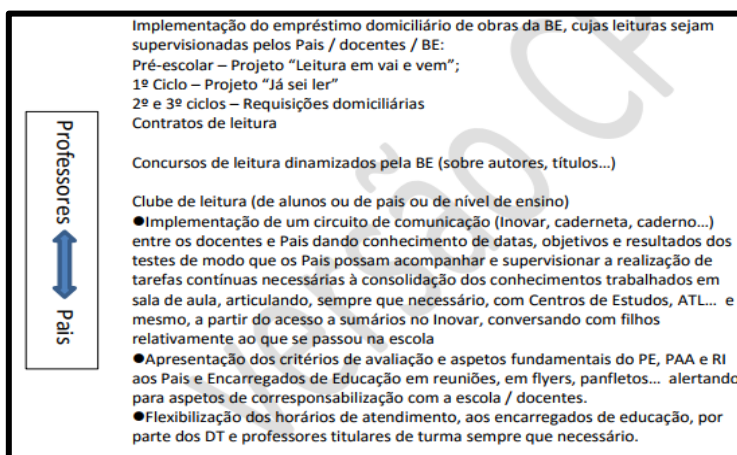 Implementação do empréstimo domiciliário de obras da BE, cujas leituras sejam
supervisionadas pelos Pais / docentes / BE:
Pré-escolar – Projeto “Leitura em vai e vem”;
1º Ciclo – Projeto “Já sei ler”
2º e 3º ciclos – Requisições domiciliárias
Contratos de leitura
Concursos de leitura dinamizados pela BE (sobre autores, títulos…)
Clube de leitura (de alunos ou de pais ou de nível de ensino)
●Implementação de um circuito de comunicação (Inovar, caderneta, caderno…)
entre os docentes e Pais dando conhecimento de datas, objetivos e resultados dos
testes de modo que os Pais possam acompanhar e supervisionar a realização de
tarefas contínuas necessárias à consolidação dos conhecimentos trabalhados em
sala de aula, articulando, sempre que necessário, com Centros de Estudos, ATL… e
mesmo, a partir do acesso a sumários no Inovar, conversando com filhos
relativamente ao que se passou na escola
●Apresentação dos critérios de avaliação e aspetos fundamentais do PE, PAA e RI
aos Pais e Encarregados de Educação em reuniões, em flyers, panfletos… alertando
para aspetos de corresponsabilização com a escola / docentes.
●Flexibilização dos horários de atendimento, aos encarregados de educação, por
parte dos DT e professores titulares de turma sempre que necessário.
Professores
Pais
Versão CP